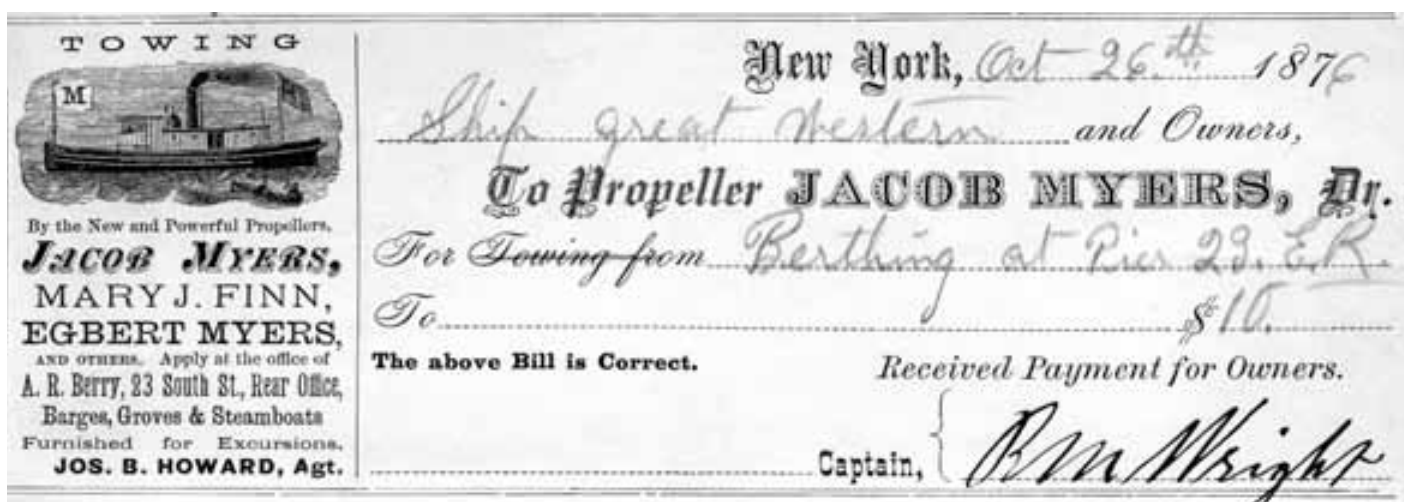 TOWING
M
By the New and Powerful Propellers,
JACOB MYERS,
MARY J. FINN,
EGBERT MYERS,
AND OTHERS. Apply at the office of
A. R. Berry, 23 South St., Rear Office,
Barges, Groves & Steamboats
Furnished for Excursions.
JOS. B. HOWARD, Agt.
New York, Oct 26th 1876
Ship great Western and Owners,
To Propeller JACOB MYERS, Dr.
For Towing from Berthing at Pier 23. E.R.
To $10.
The above Bill is Correct.
Received Payment for Owners.
Captain, R M Wright